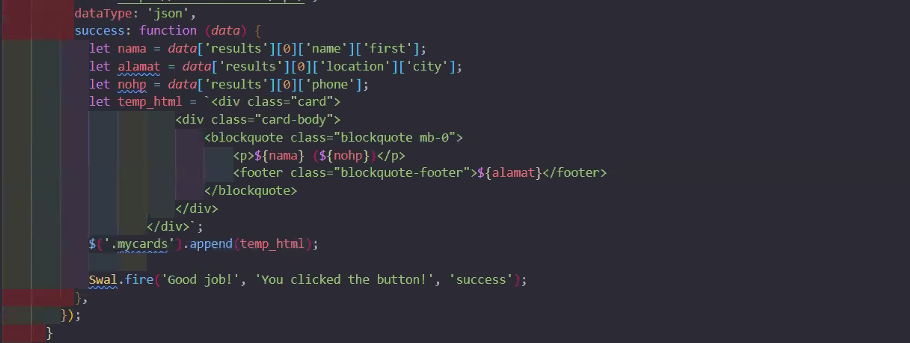 dataType: 'json',
success: function (data) {
let nama = data['results'][0]['name']['first'];
let alamat = data['results'][0]['location']['city'];
let nohp = data['results'][0]['phone'];
let temp_html = `<div class="card">
<div class="card-body">
<blockquote class="blockquote mb-0">
<p>${nama} (${nohp})</p>
<footer class="blockquote-footer">${alamat}</footer>
</blockquote>
</div>
</div>`;
$('.mycards').append(temp_html);
Swal.fire('Good job!', 'You clicked the button!', 'success');
},
});
}